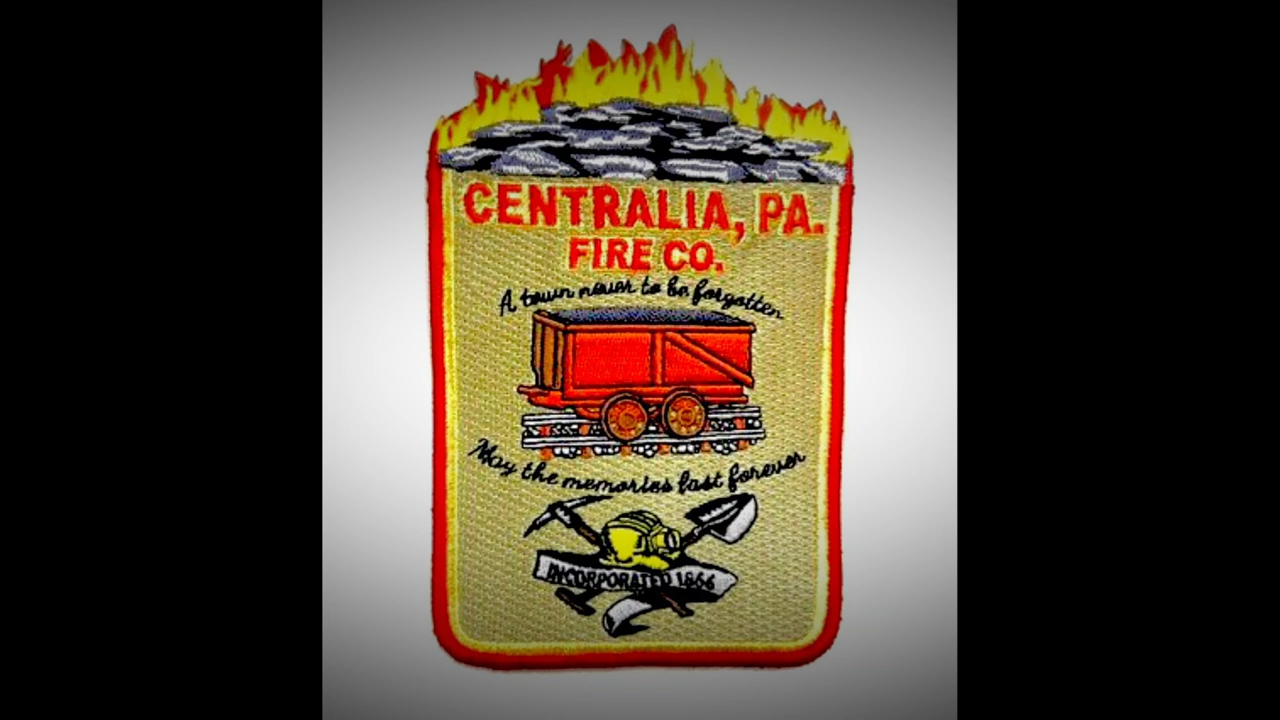 CENTRALIA, PA.
FIRE CO.
A town never to be forgotten
May the memories last forever
INCORPORATED 1866